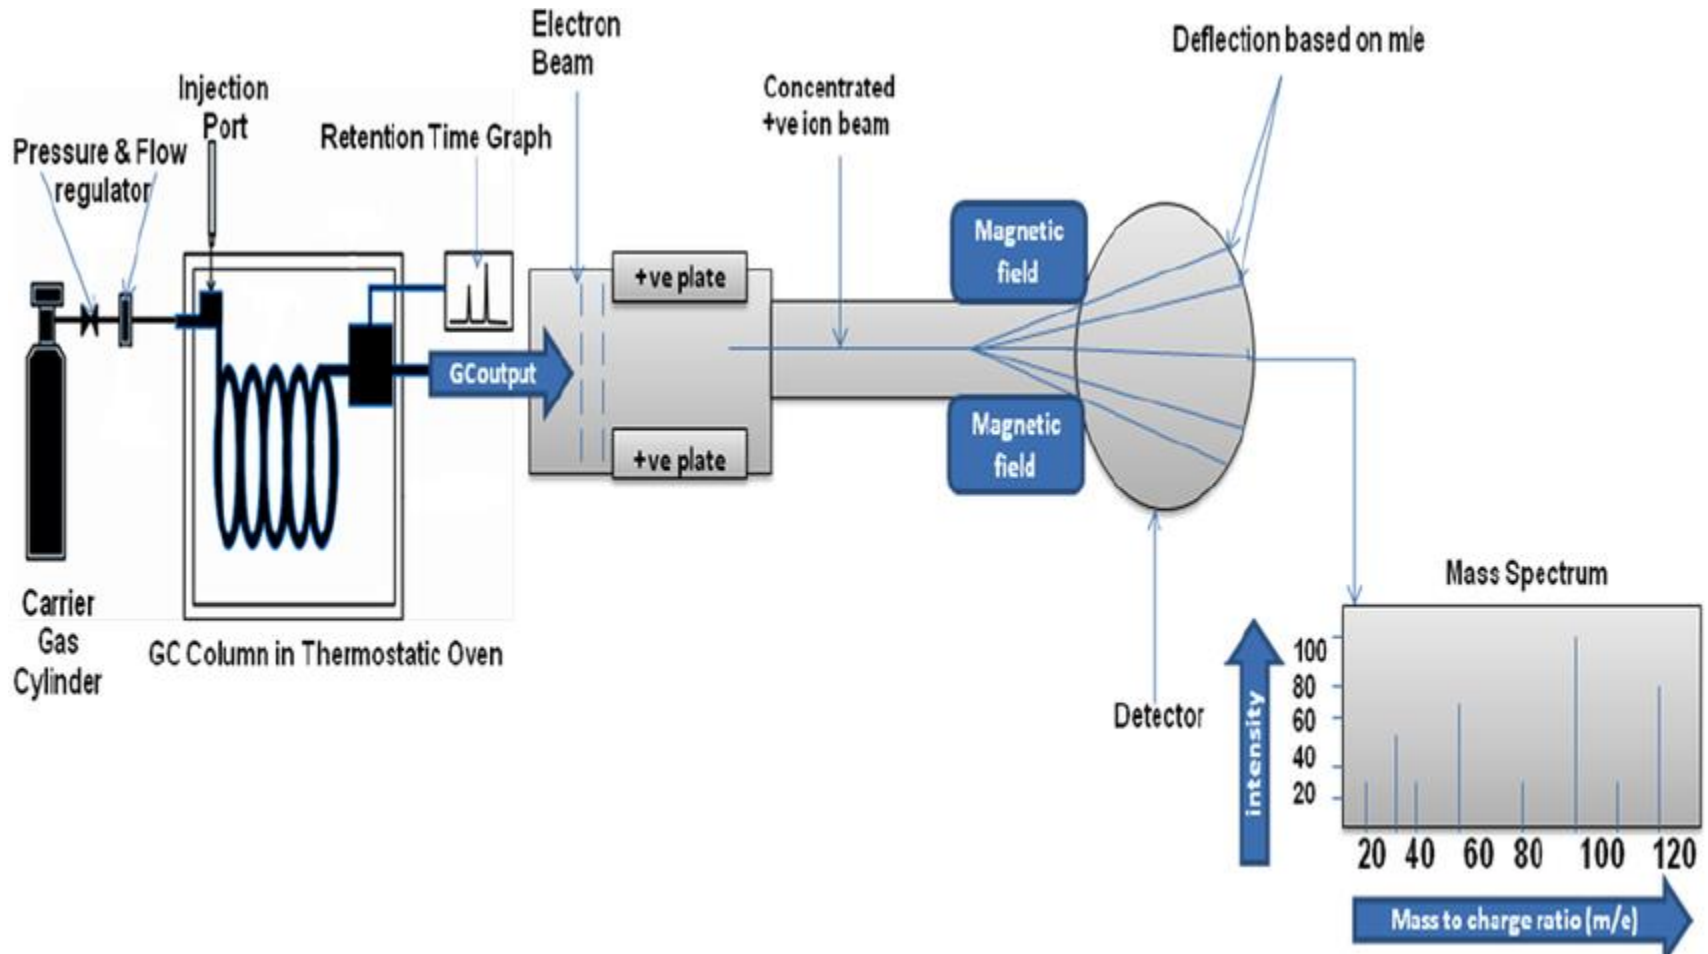 Electron
Beam
Deflection based on m/e
Injection
Port
Concentrated
+ve ion beam
Retention Time Graph
Pressure & Flow
regulator
Magnetic
field
+ve plate
GC output
+ve plate
Magnetic
field
Carrier
Gas
Cylinder
GC Column in Thermostatic Oven
Detector
Mass Spectrum
intensity
100
80
60
40
20
20 40 60 80 100 120
Mass to charge ratio (m/e)